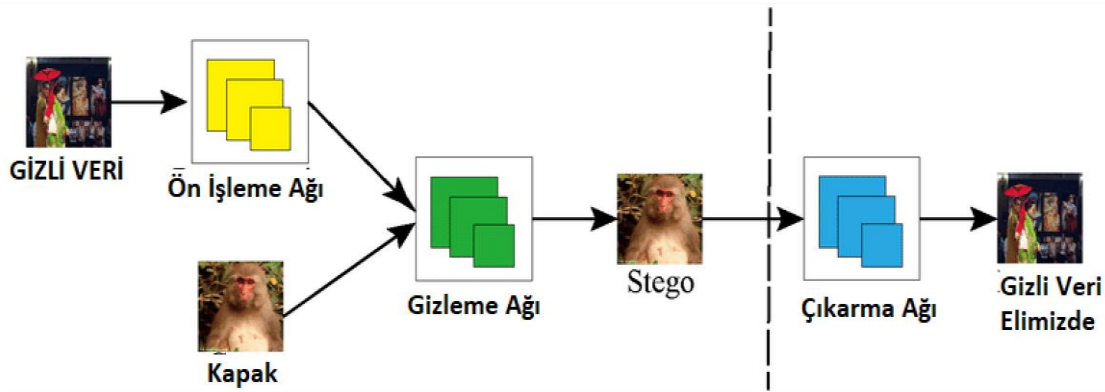 GİZLİ VERİ
Ön İşleme Ağı
Kapak
Gizleme Ağı
Stego
Çıkarma Ağı
Gizli Veri
Elimizde